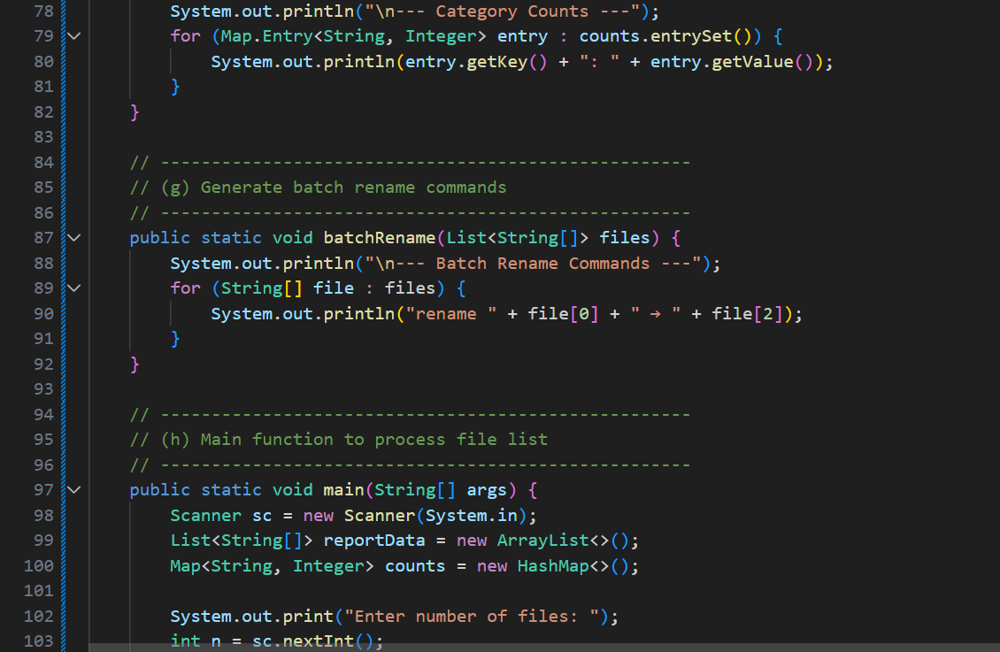 78 System.out.println("\n--- Category Counts ---");
79 for (Map.Entry<String, Integer> entry : counts.entrySet()) {
80 System.out.println(entry.getKey() + ": " + entry.getValue());
81 }
82 }
83
84 // ----------------------------------------------------
85 // (g) Generate batch rename commands
86 // ----------------------------------------------------
87 public static void batchRename(List<String[]> files) {
88 System.out.println("\n--- Batch Rename Commands ---");
89 for (String[] file : files) {
90 System.out.println("rename " + file[0] + " → " + file[2]);
91 }
92 }
93
94 // ----------------------------------------------------
95 // (h) Main function to process file list
96 // ----------------------------------------------------
97 public static void main(String[] args) {
98 Scanner sc = new Scanner(System.in);
99 List<String[]> reportData = new ArrayList<>();
100 Map<String, Integer> counts = new HashMap<>();
101
102 System.out.print("Enter number of files: ");
103 int n = sc.nextInt();